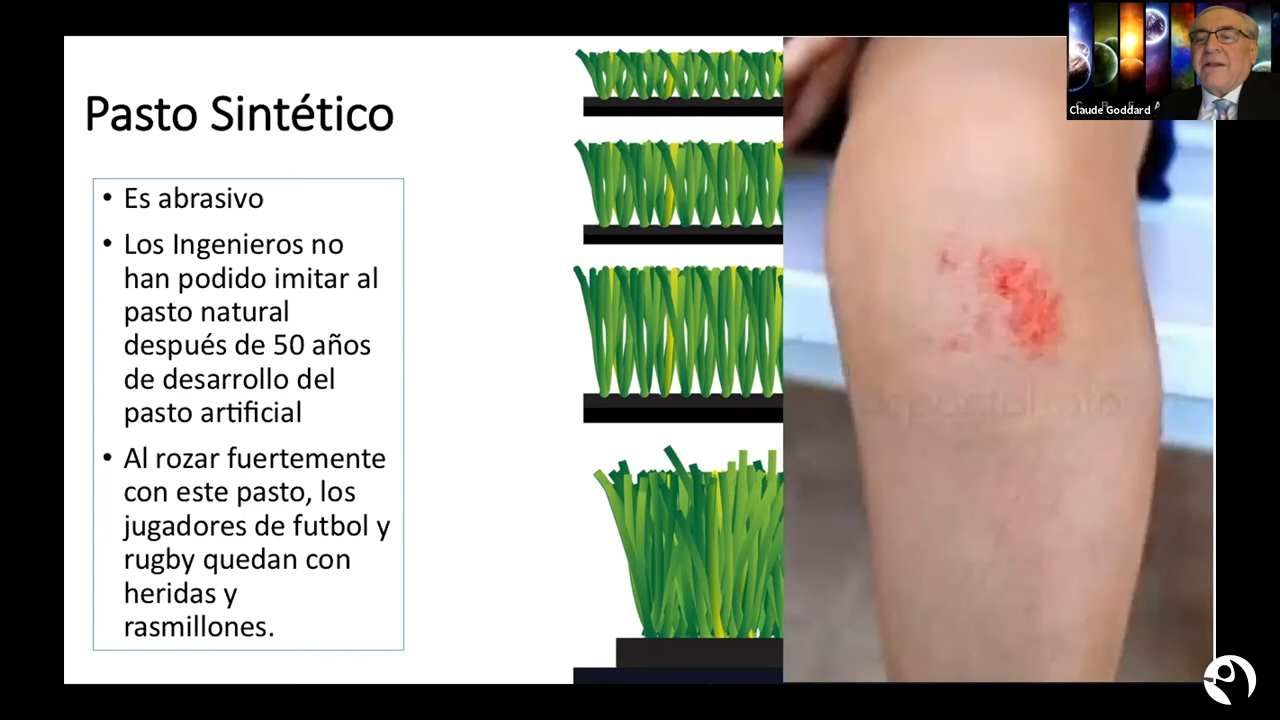 Claude Goddard
Pasto Sintético
• Es abrasivo
• Los Ingenieros no
han podido imitar al
pasto natural
después de 50 años
de desarrollo del
pasto artificial
• Al rozar fuertemente
con este pasto, los
jugadores de futbol y
rugby quedan con
heridas y
rasmillones.